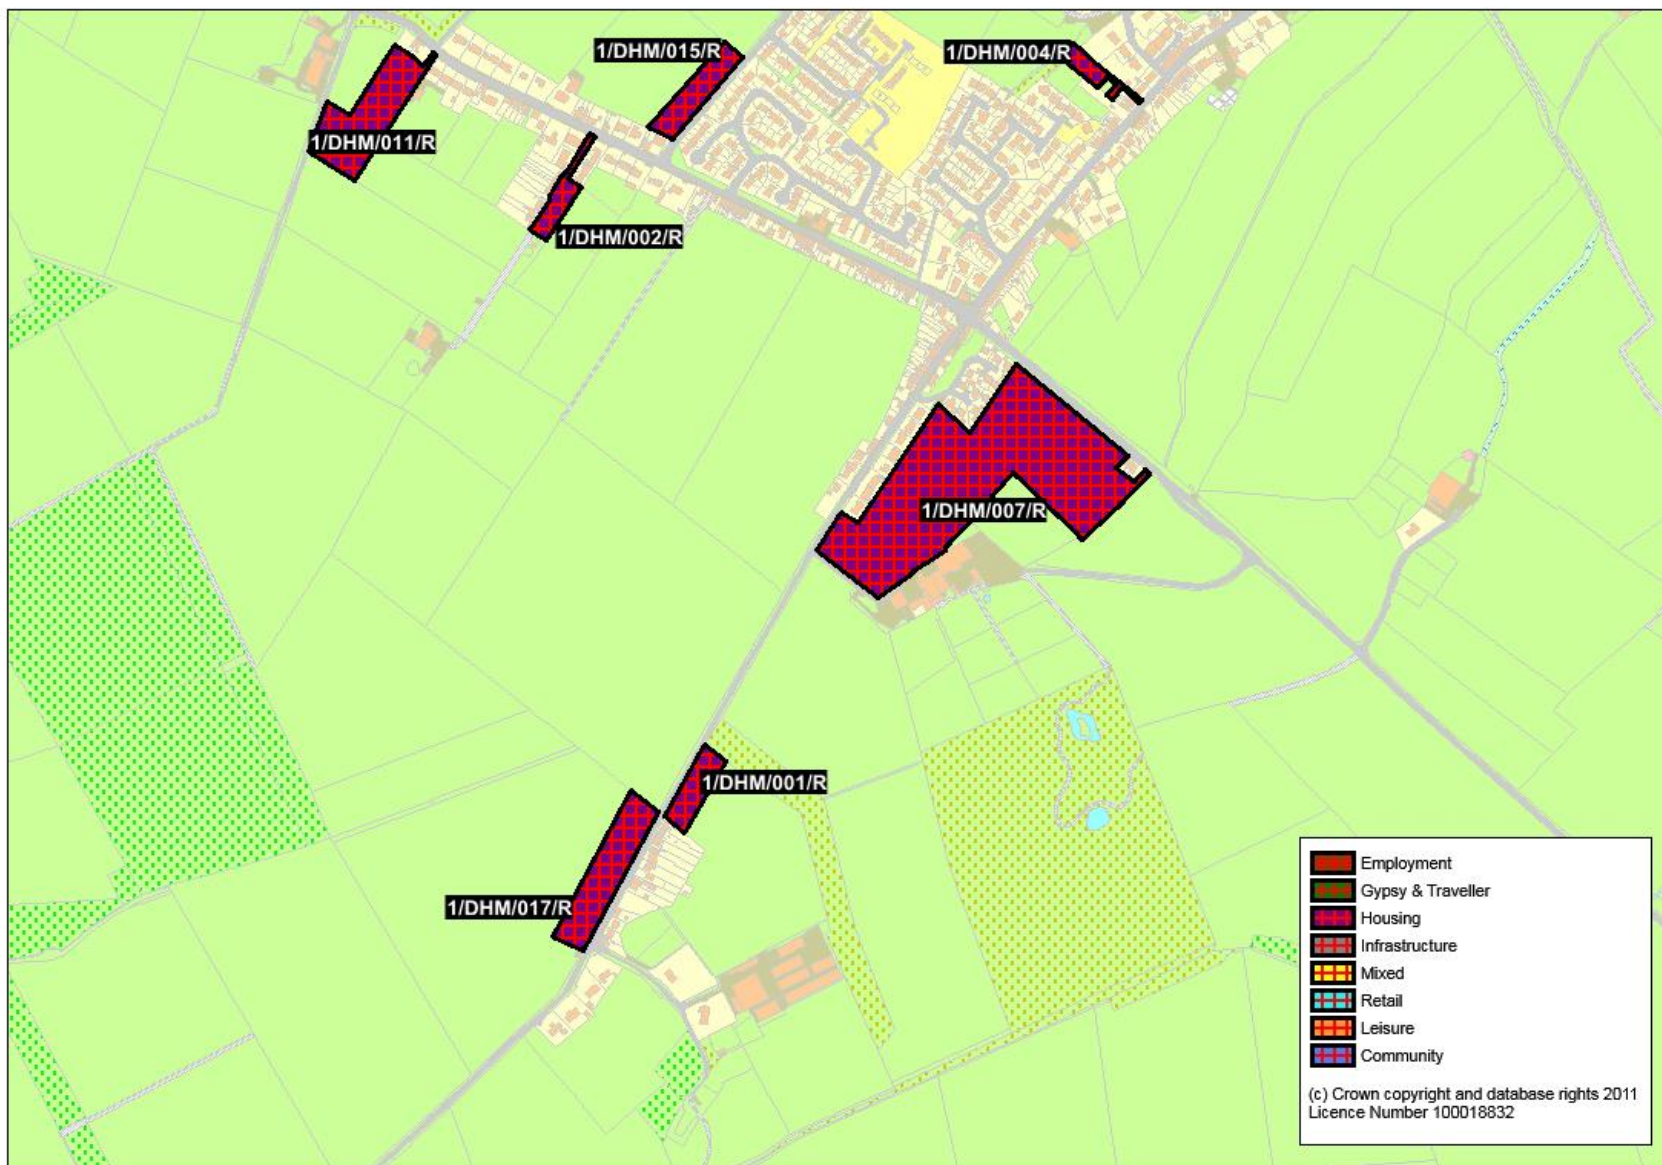 1/DHM/015/R
1/DHM/004/R
1/DHM/011/R
1/DHM/002/R
1/DHM/007/R
1/DHM/001/R
1/DHM/017/R
Employment
Gypsy & Traveller
Housing
Infrastructure
Mixed
Retail
Leisure
Community
(c) Crown copyright and database rights 2011
Licence Number 100018832